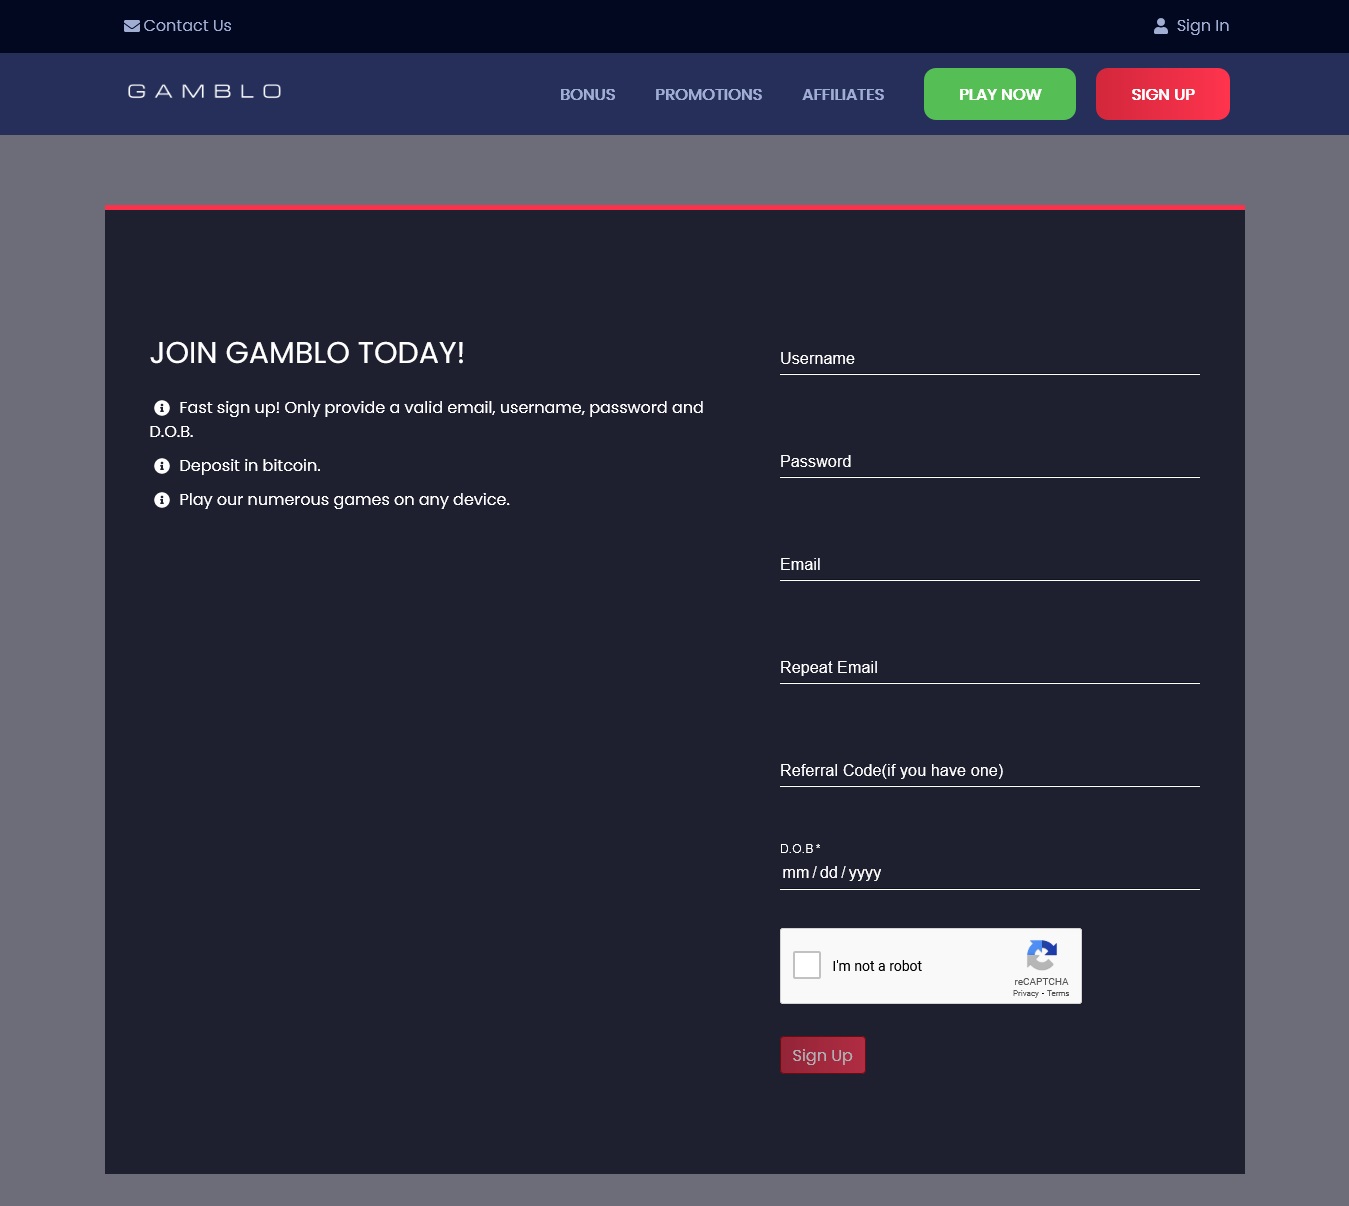 Contact Us
Sign In
GAMBLO
BONUS
PROMOTIONS
AFFILIATES
PLAY NOW
SIGN UP
JOIN GAMBLO TODAY!
Fast sign up! Only provide a valid email, username, password and
D.O.B.
Deposit in bitcoin.
Play our numerous games on any device.
Username
Password
Email
Repeat Email
Referral Code(if you have one)
D.O.B*
mm/dd/yyyy
I'm not a robot
reCAPTCHA
Privacy - Terms
Sign Up